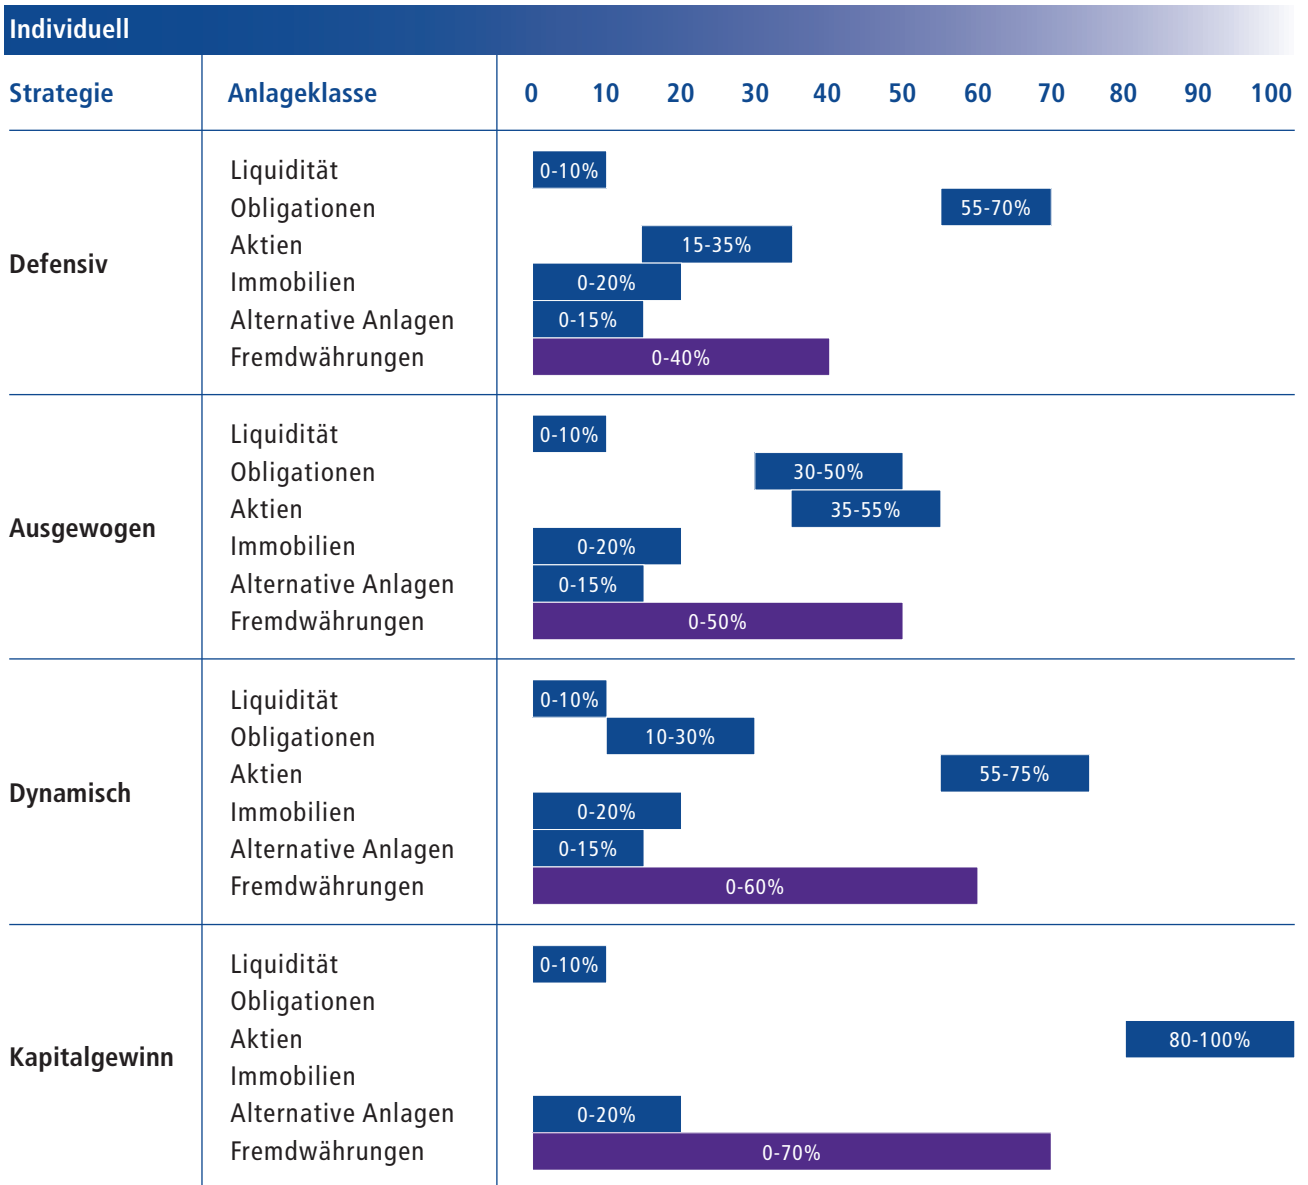 Individuell
Strategie Anlageklasse 0 10 20 30 40 50 60 70 80 90 100
Defensiv
Liquidität 0-10%
Obligationen 55-70%
Aktien 15-35%
Immobilien 0-20%
Alternative Anlagen 0-15%
Fremdwährungen 0-40%
Ausgewogen
Liquidität 0-10%
Obligationen 30-50%
Aktien 35-55%
Immobilien 0-20%
Alternative Anlagen 0-15%
Fremdwährungen 0-50%
Dynamisch
Liquidität 0-10%
Obligationen 10-30%
Aktien 55-75%
Immobilien 0-20%
Alternative Anlagen 0-15%
Fremdwährungen 0-60%
Kapitalgewinn
Liquidität 0-10%
Obligationen
Aktien 80-100%
Immobilien
Alternative Anlagen 0-20%
Fremdwährungen 0-70%